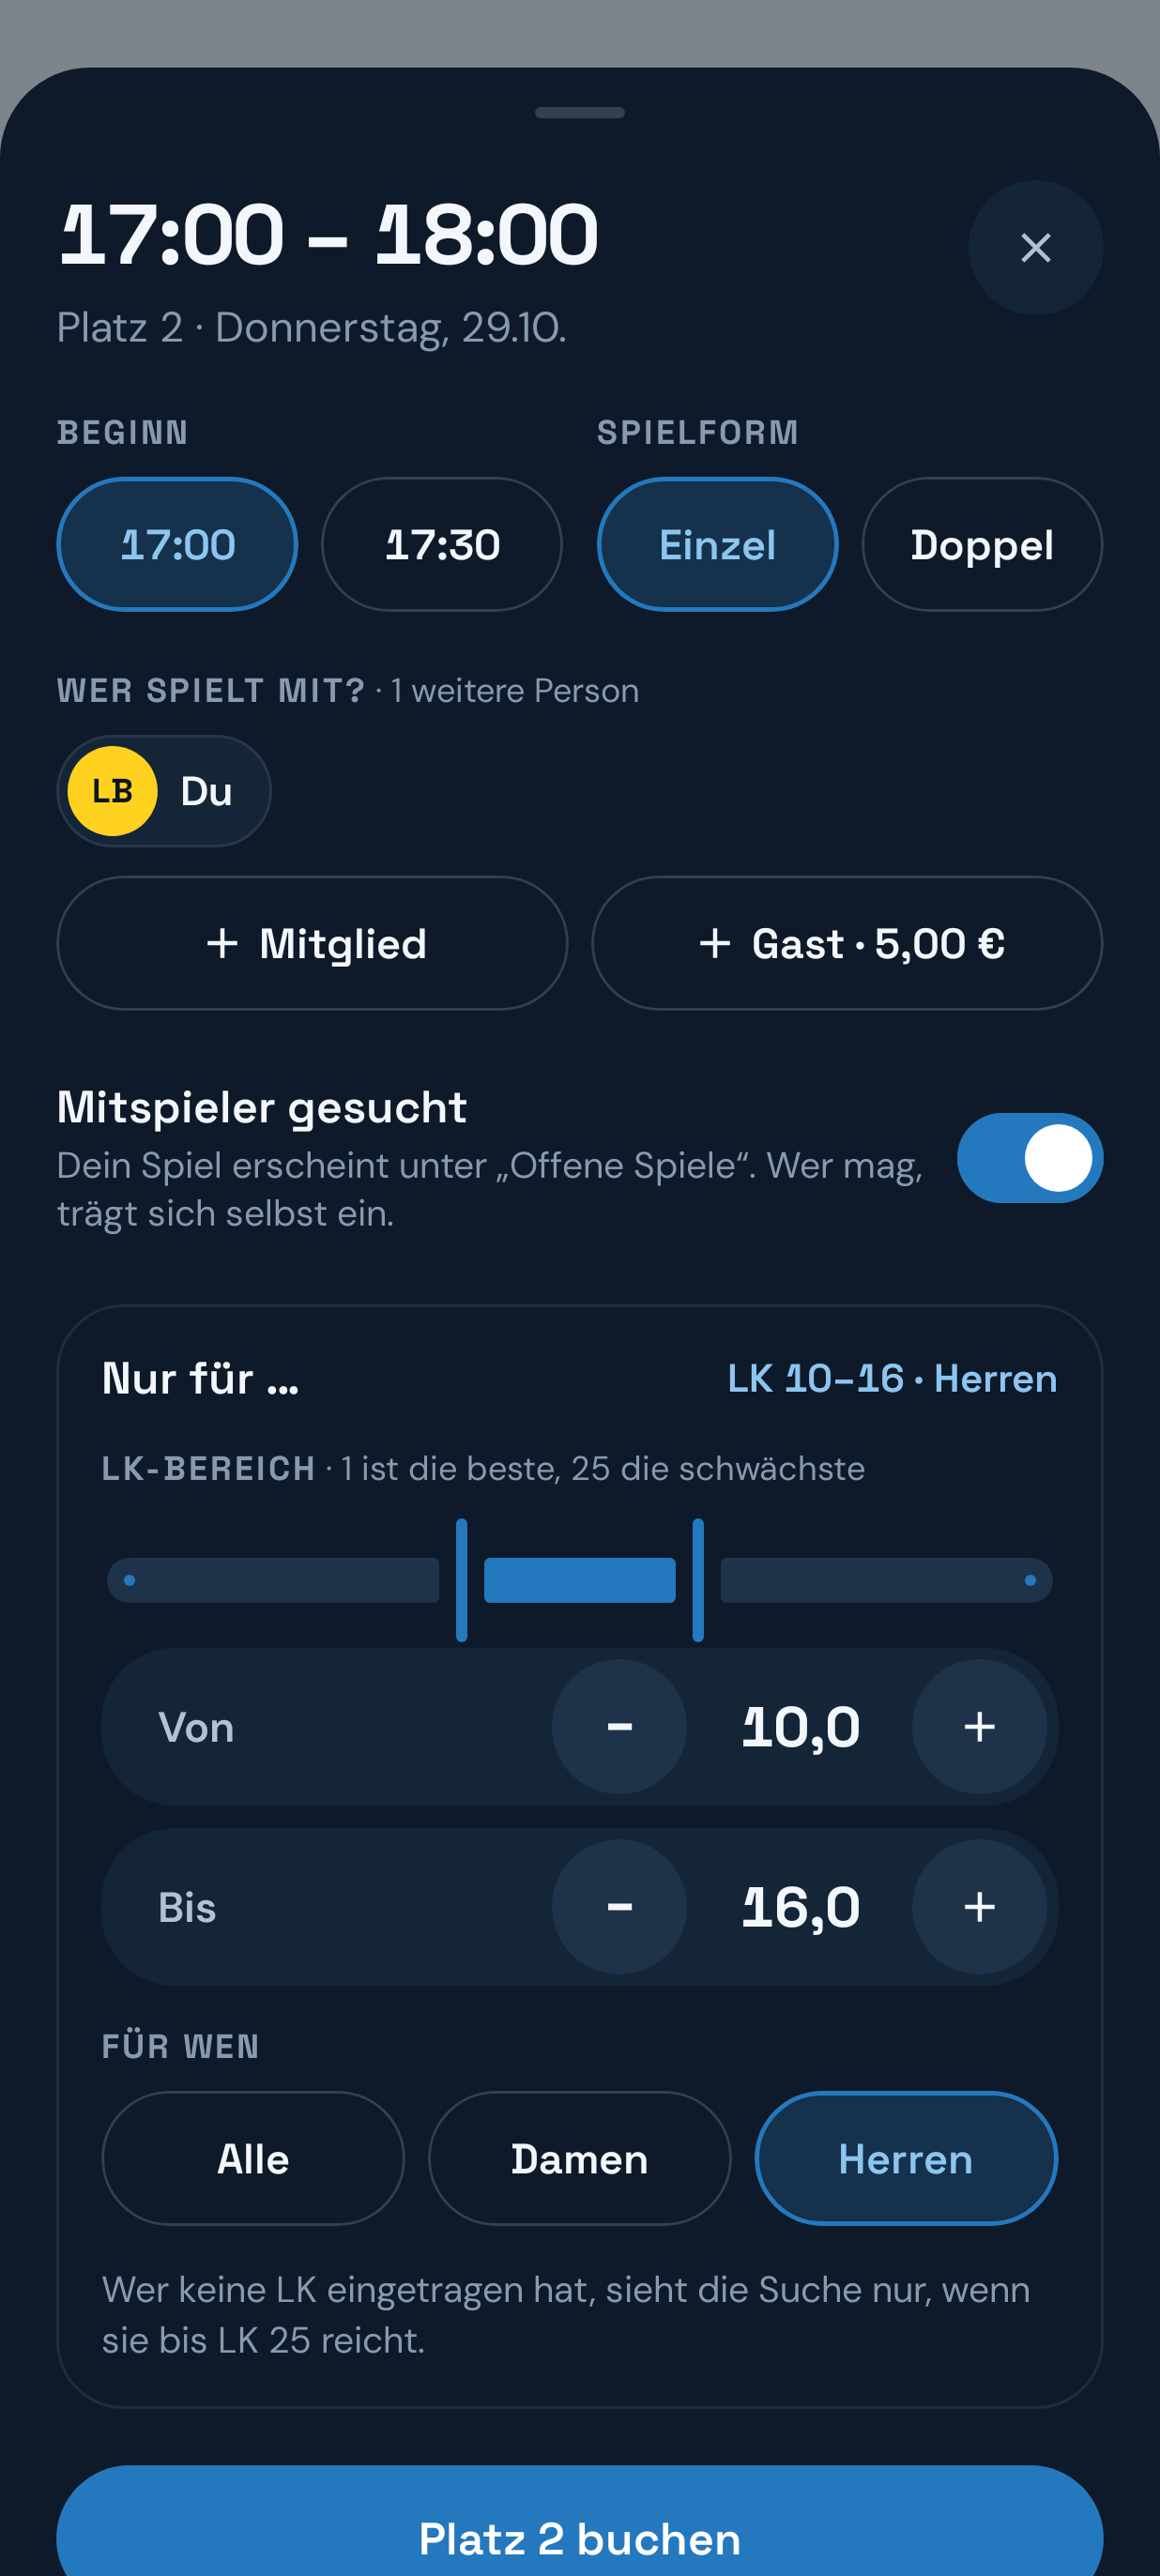 17:00 – 18:00
Platz 2 · Donnerstag, 29.10.
BEGINN
SPIELFORM
17:00
17:30
Einzel
Doppel
WER SPIELT MIT? · 1 weitere Person
LB Du
+ Mitglied
+ Gast · 5,00 €
Mitspieler gesucht
Dein Spiel erscheint unter „Offene Spiele“. Wer mag,
trägt sich selbst ein.
Nur für ...
LK 10–16 · Herren
LK-BEREICH · 1 ist die beste, 25 die schwächste
Von − 10,0 +
Bis − 16,0 +
FÜR WEN
Alle
Damen
Herren
Wer keine LK eingetragen hat, sieht die Suche nur, wenn
sie bis LK 25 reicht.
Platz 2 buchen